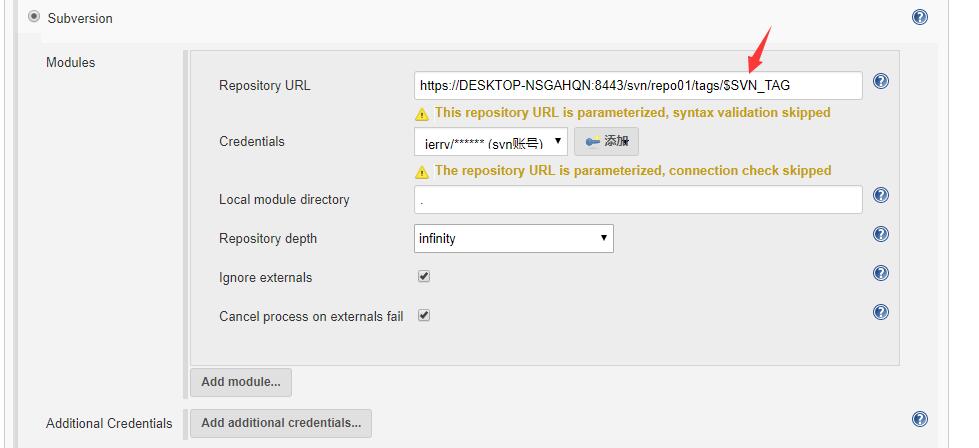 Subversion
Modules
Repository URL
https://DESKTOP-NSGAHQN:8443/svn/repo01/tags/$SVN_TAG
This repository URL is parameterized, syntax validation skipped
Credentials
jerry/****** (svn账号)
添加
The repository URL is parameterized, connection check skipped
Local module directory
.
Repository depth
infinity
Ignore externals
Cancel process on externals fail
Add module...
Additional Credentials
Add additional credentials...